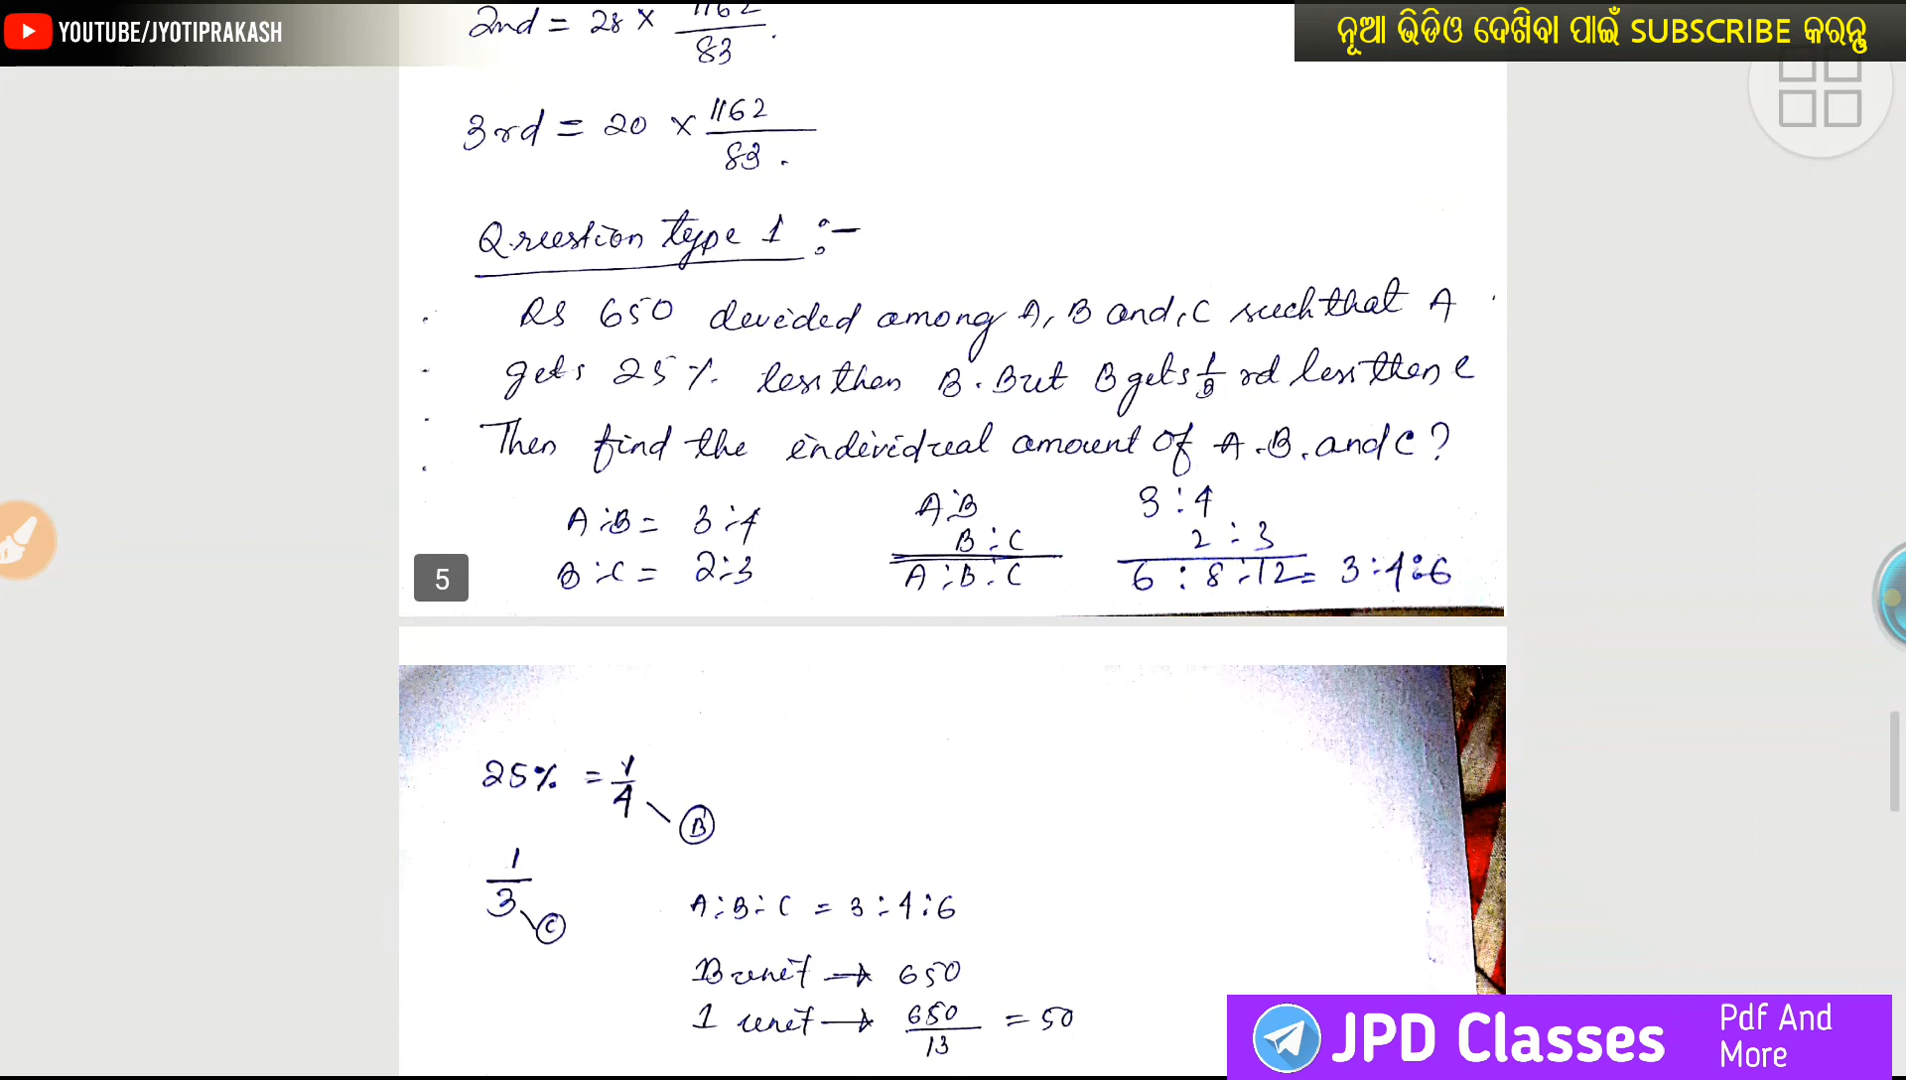 YOUTUBE/JYOTIPRAKASH
ନୂଆ ଭିଡିଓ ଦେଖିବା ପାଇଁ SUBSCRIBE କରନ୍ତୁ
2nd = 28 × 1162/83.
3rd = 20 × 1162/83.
Question type 1 :-
RS 650 devided among A, B and, C such that A
gets 25% less then B. But B gets 1/3 rd less then C
Then find the endividual amount of A.B.and C?
A:B = 3:4
B:C = 2:3
A:B
B:C
A:B:C
3:4
2:3
6:8:12 = 3:4:6
5
25% = 1/4
B
1/3
C
A:B:C = 3:4:6
13 unit → 650
1 unit → 650/13 = 50
JPD Classes
Pdf And
More